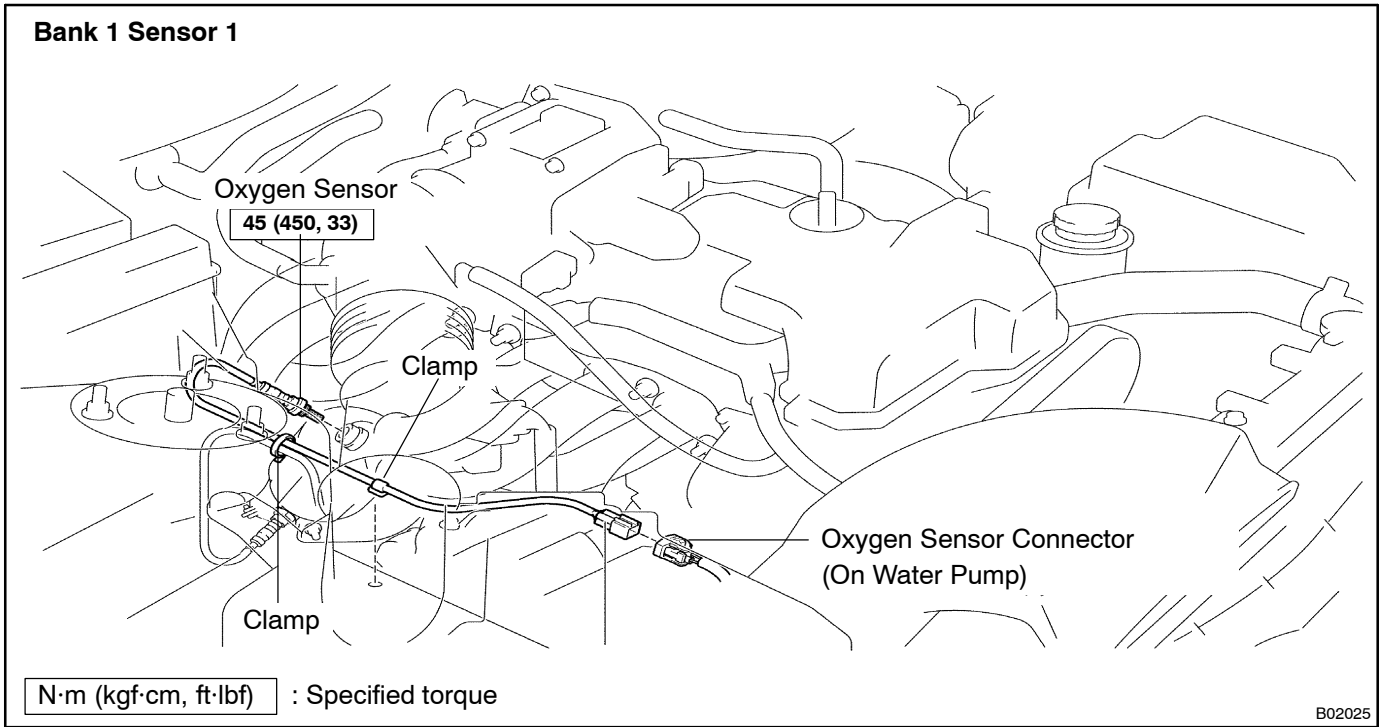 Bank 1 Sensor 1
Oxygen Sensor
45 (450, 33)
Clamp
Oxygen Sensor Connector
(On Water Pump)
Clamp
N·m (kgf·cm, ft·lbf) : Specified torque
B02025